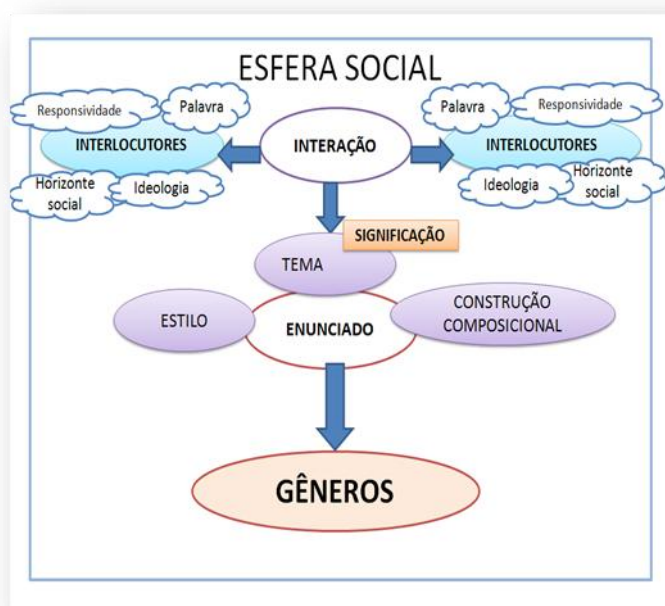 ESFERA SOCIAL
Responsividade
Palavra
INTERLOCUTORES
Horizonte
social
Ideologia
INTERAÇÃO
Palavra
Responsividade
INTERLOCUTORES
Ideologia
Horizonte
social
SIGNIFICAÇÃO
TEMA
ESTILO
ENUNCIADO
CONSTRUÇÃO
COMPOSICIONAL
GÊNEROS